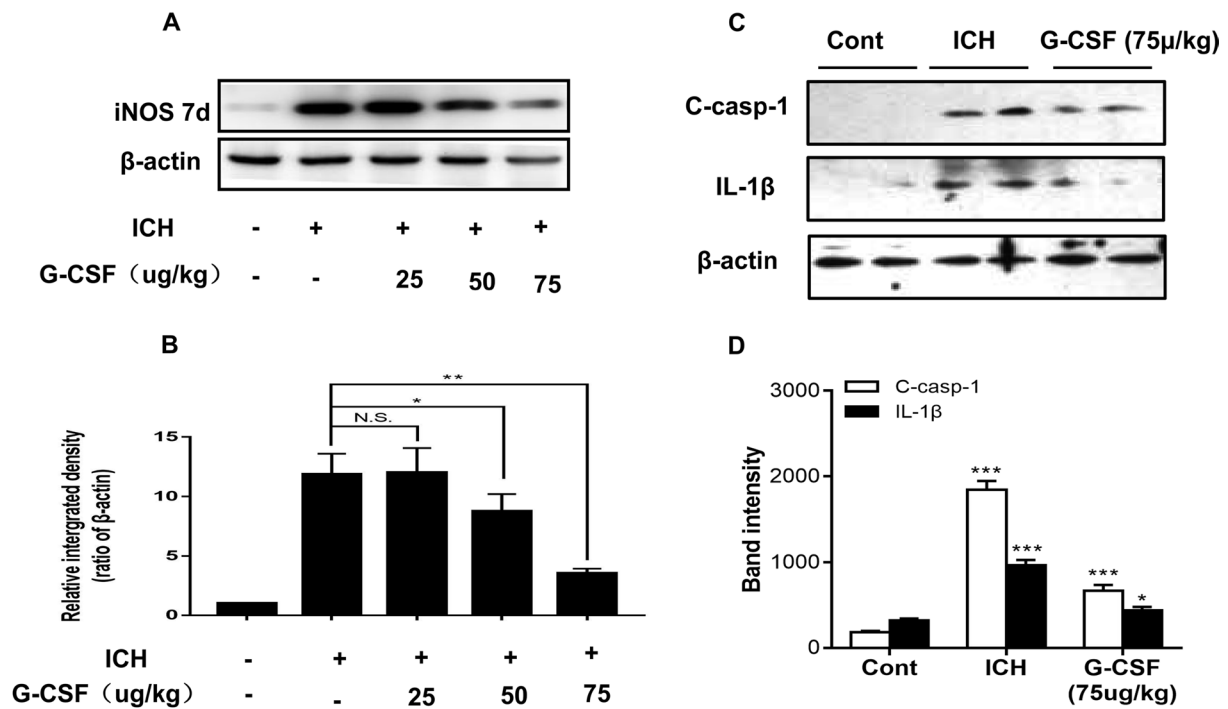 A
iNOS 7d
β-actin
ICH - + + + +
G-CSF（ug/kg） - - 25 50 75
B
**
*
N.S.
Relative intergrated density
(ratio of β-actin)
15
10
5
0
ICH - + + + +
G-CSF（ug/kg） - - 25 50 75
C
Cont ICH G-CSF (75μ/kg)
C-casp-1
IL-1β
β-actin
D
C-casp-1
IL-1β
Band intensity
3000
2000
1000
0
***
***
***
*
Cont ICH G-CSF
(75ug/kg)